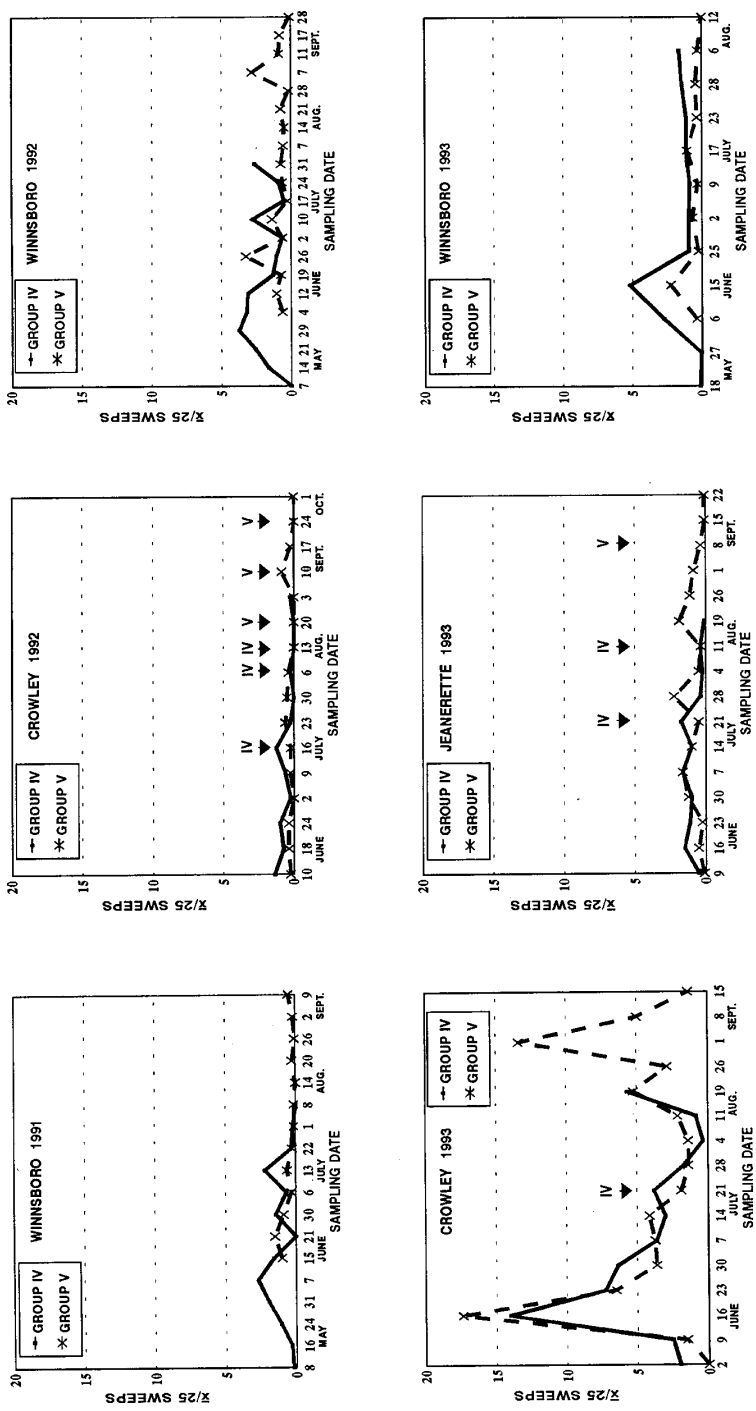 WINNSBORO 1991
GROUP IV
GROUP V
x̄/25 SWEEPS
20
15
10
5
0
8 16 24 31 7 15 21 30 6 13 22 1 8 14 20 26 2 9
MAY JUNE JULY AUG. SEPT.
SAMPLING DATE
CROWLEY 1992
GROUP IV
GROUP V
x̄/25 SWEEPS
20
15
10
5
0
IV IV IV V V V
10 18 24 2 9 16 23 30 6 13 20 3 10 17 24 1
JUNE JULY AUG. SEPT. OCT.
SAMPLING DATE
WINNSBORO 1992
GROUP IV
GROUP V
x̄/25 SWEEPS
20
15
10
5
0
7 14 21 29 4 12 19 26 2 10 17 24 31 7 14 21 28 7 11 17 28
MAY JUNE JULY AUG. SEPT.
SAMPLING DATE
CROWLEY 1993
GROUP IV
GROUP V
x̄/25 SWEEPS
20
15
10
5
0
IV
2 9 16 23 30 7 14 21 28 4 11 19 26 1 8 15
JUNE JULY AUG. SEPT.
SAMPLING DATE
JEANERETTE 1993
GROUP IV
GROUP V
x̄/25 SWEEPS
20
15
10
5
0
IV IV V
9 16 23 30 7 14 21 28 4 11 19 26 1 8 15 22
JUNE JULY AUG. SEPT.
SAMPLING DATE
WINNSBORO 1993
GROUP IV
GROUP V
x̄/25 SWEEPS
20
15
10
5
0
18 27 6 15 25 2 9 17 23 28 6 12
MAY JUNE JULY AUG.
SAMPLING DATE